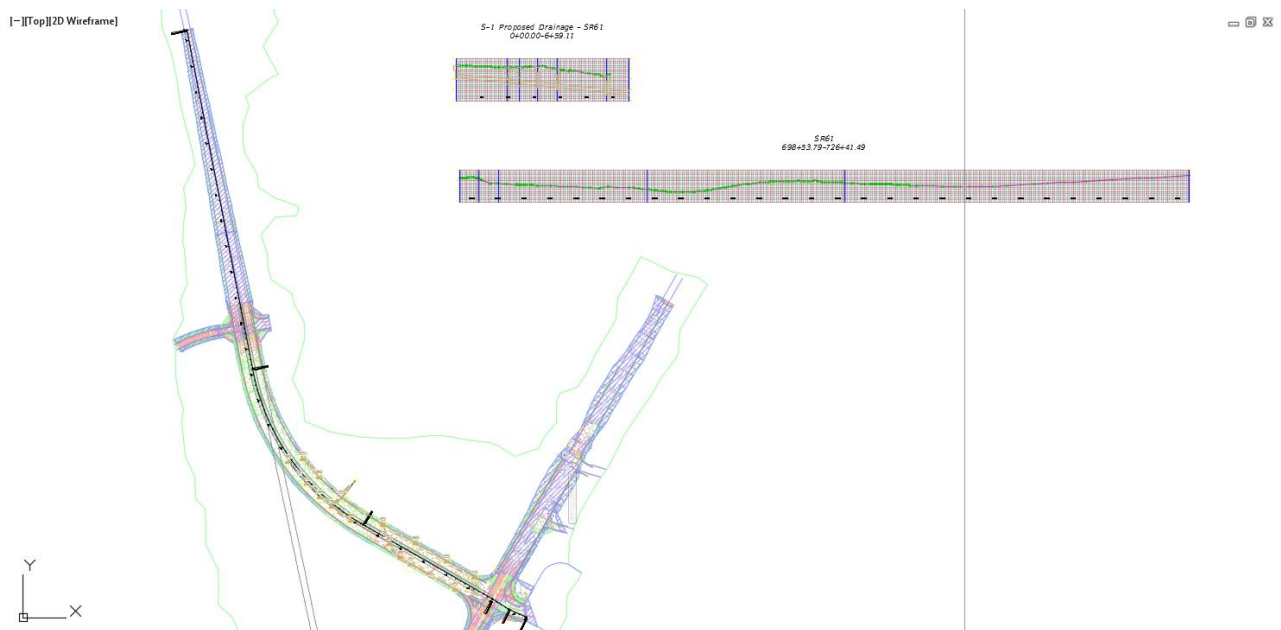 [−][Top][2D Wireframe]
S-1 Proposed Drainage - SR61
0+00.00-6+59.11
SR61
698+53.79-726+41.49
Y
X